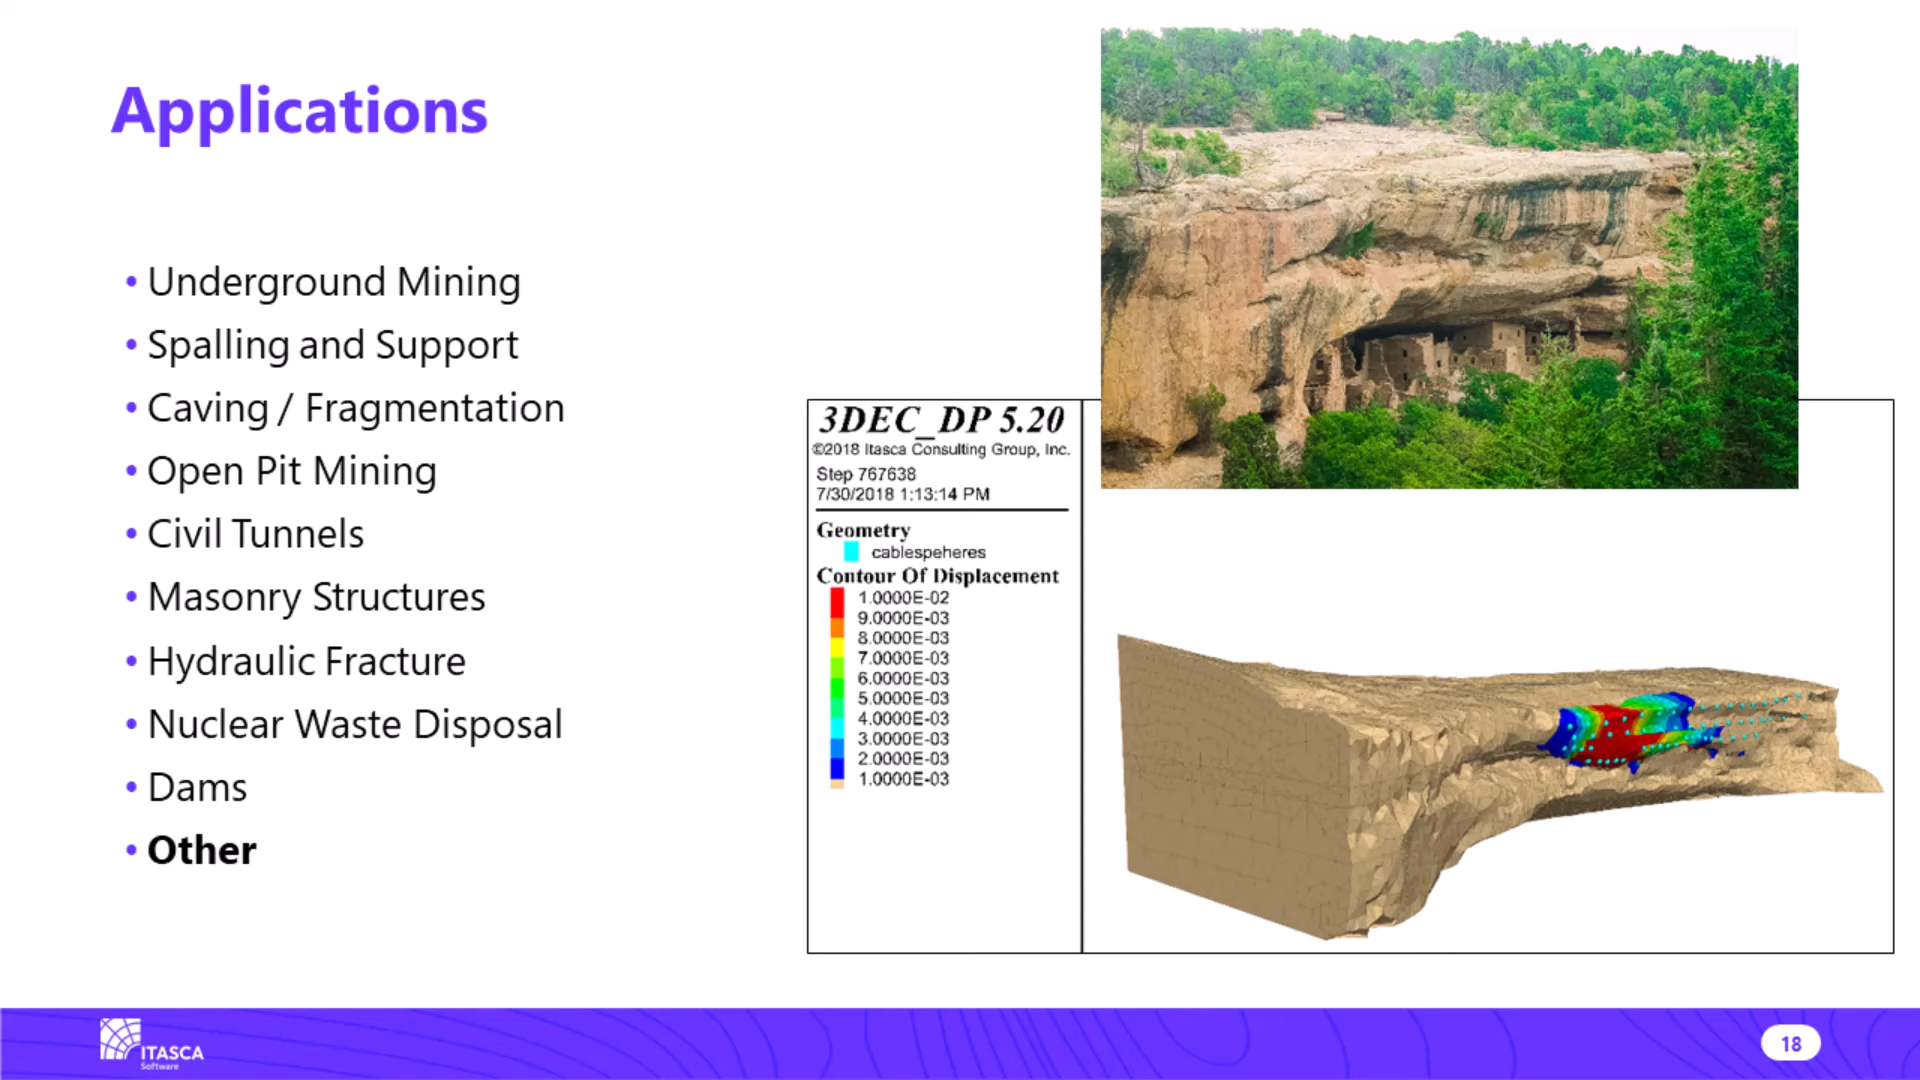 Applications
• Underground Mining
• Spalling and Support
• Caving / Fragmentation
• Open Pit Mining
• Civil Tunnels
• Masonry Structures
• Hydraulic Fracture
• Nuclear Waste Disposal
• Dams
• Other
3DEC_DP 5.20
©2018 Itasca Consulting Group, Inc.
Step 767638
7/30/2018 1:13:14 PM
Geometry
cablespeheres
Contour Of Displacement
1.0000E-02
9.0000E-03
8.0000E-03
7.0000E-03
6.0000E-03
5.0000E-03
4.0000E-03
3.0000E-03
2.0000E-03
1.0000E-03
ITASCA
Software
18